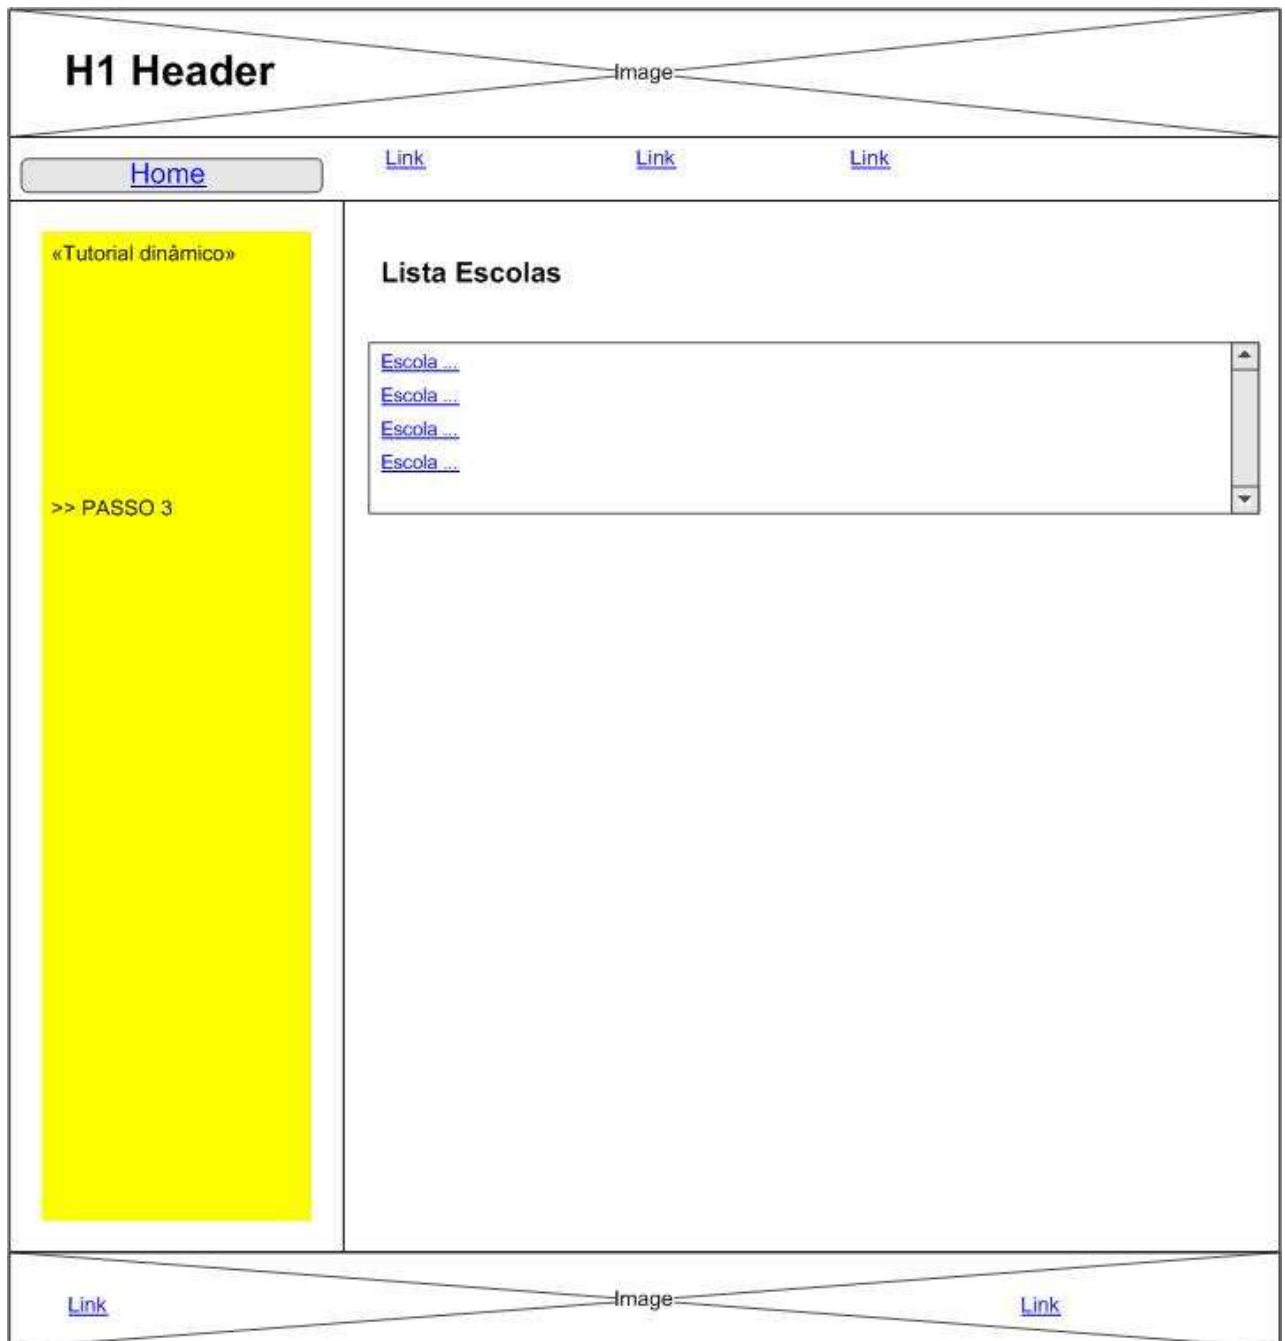 H1 Header
Image
Home
Link
Link
Link
«Tutorial dinâmico»
>> PASSO 3
Lista Escolas
Escola ...
Escola ...
Escola ...
Escola ...
Link
Image
Link